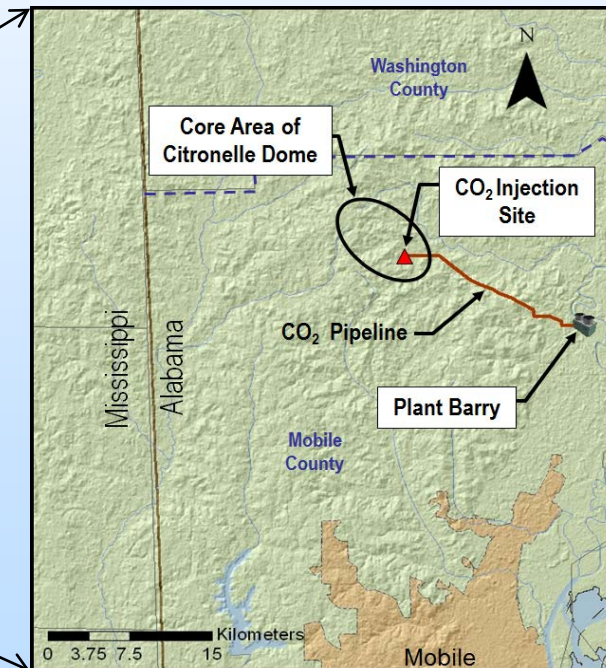 N
Washington
County
Core Area of
Citronelle Dome
CO₂ Injection
Site
CO₂ Pipeline
Mississippi
Alabama
Plant Barry
Mobile
County
Kilometers
0 3.75 7.5 15
Mobile